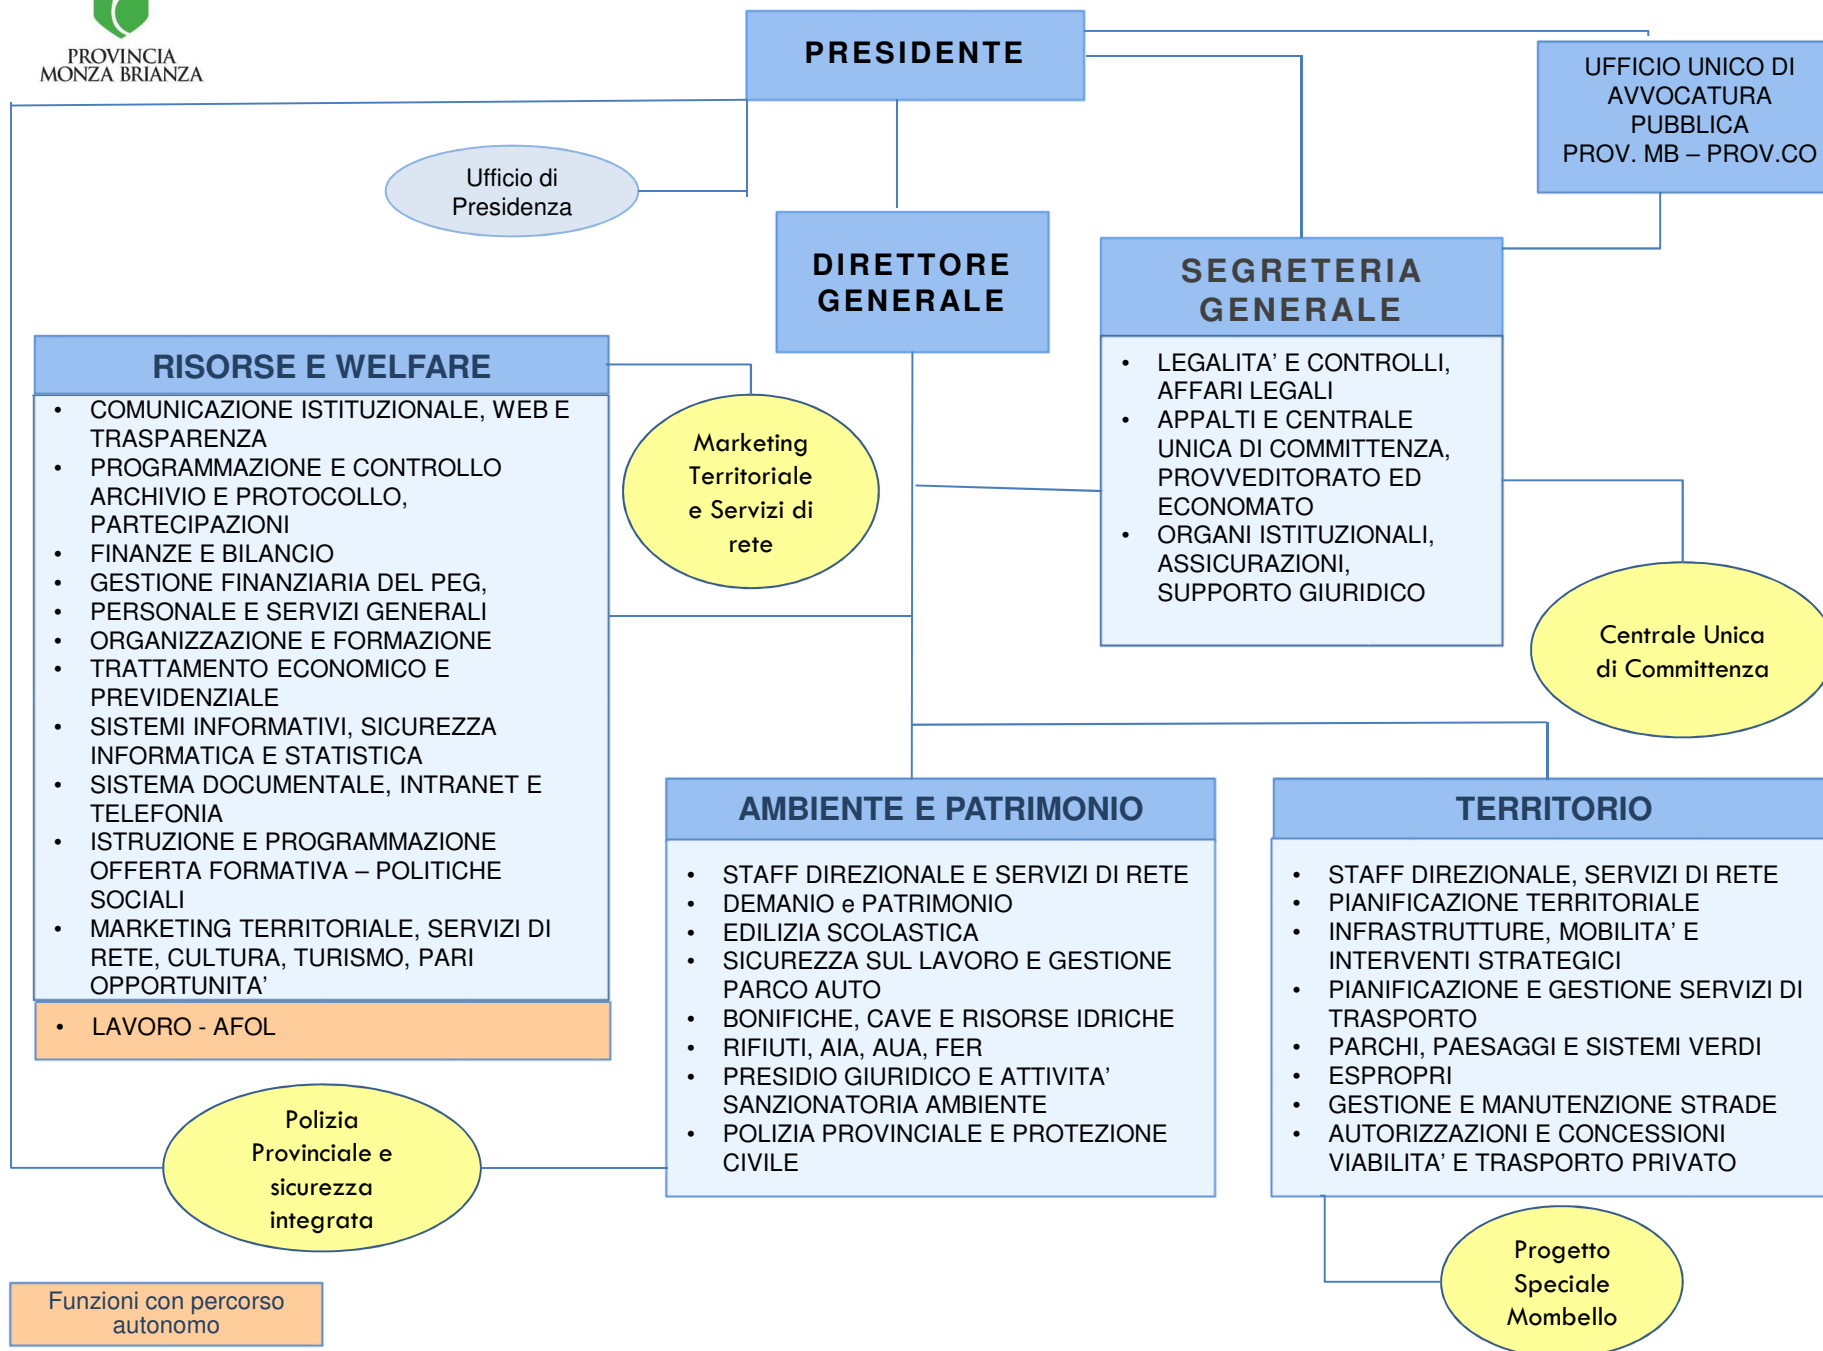 PROVINCIA
MONZA BRIANZA
PRESIDENTE
UFFICIO UNICO DI
AVVOCATURA
PUBBLICA
PROV. MB – PROV.CO
Ufficio di
Presidenza
DIRETTORE
GENERALE
SEGRETERIA
GENERALE
• LEGALITA’ E CONTROLLI,
AFFARI LEGALI
• APPALTI E CENTRALE
UNICA DI COMMITTENZA,
PROVVEDITORATO ED
ECONOMATO
• ORGANI ISTITUZIONALI,
ASSICURAZIONI,
SUPPORTO GIURIDICO
RISORSE E WELFARE
• COMUNICAZIONE ISTITUZIONALE, WEB E
TRASPARENZA
• PROGRAMMAZIONE E CONTROLLO
ARCHIVIO E PROTOCOLLO,
PARTECIPAZIONI
• FINANZE E BILANCIO
• GESTIONE FINANZIARIA DEL PEG,
• PERSONALE E SERVIZI GENERALI
• ORGANIZZAZIONE E FORMAZIONE
• TRATTAMENTO ECONOMICO E
PREVIDENZIALE
• SISTEMI INFORMATIVI, SICUREZZA
INFORMATICA E STATISTICA
• SISTEMA DOCUMENTALE, INTRANET E
TELEFONIA
• ISTRUZIONE E PROGRAMMAZIONE
OFFERTA FORMATIVA – POLITICHE
SOCIALI
• MARKETING TERRITORIALE, SERVIZI DI
RETE, CULTURA, TURISMO, PARI
OPPORTUNITA’
• LAVORO - AFOL
Marketing
Territoriale
e Servizi di
rete
Centrale Unica
di Committenza
AMBIENTE E PATRIMONIO
• STAFF DIREZIONALE E SERVIZI DI RETE
• DEMANIO e PATRIMONIO
• EDILIZIA SCOLASTICA
• SICUREZZA SUL LAVORO E GESTIONE
PARCO AUTO
• BONIFICHE, CAVE E RISORSE IDRICHE
• RIFIUTI, AIA, AUA, FER
• PRESIDIO GIURIDICO E ATTIVITA’
SANZIONATORIA AMBIENTE
• POLIZIA PROVINCIALE E PROTEZIONE
CIVILE
TERRITORIO
• STAFF DIREZIONALE, SERVIZI DI RETE
• PIANIFICAZIONE TERRITORIALE
• INFRASTRUTTURE, MOBILITA’ E
INTERVENTI STRATEGICI
• PIANIFICAZIONE E GESTIONE SERVIZI DI
TRASPORTO
• PARCHI, PAESAGGI E SISTEMI VERDI
• ESPROPRI
• GESTIONE E MANUTENZIONE STRADE
• AUTORIZZAZIONI E CONCESSIONI
VIABILITA’ E TRASPORTO PRIVATO
Polizia
Provinciale e
sicurezza
integrata
Progetto
Speciale
Mombello
Funzioni con percorso
autonomo